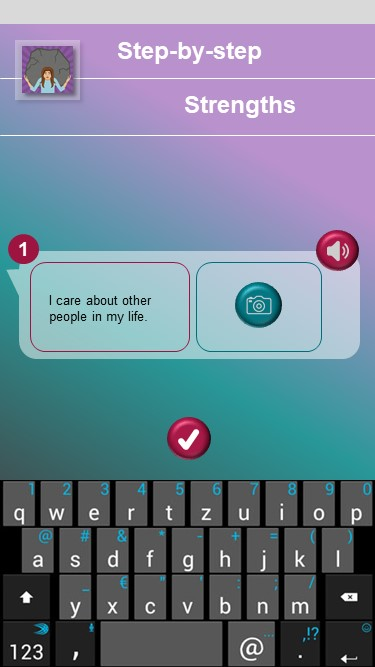 Step-by-step
Strengths
1
I care about other
people in my life.
1 2 3 4 5 6 7 8 9 0
q w e r t z u i o p
@ # & * - + = ( )
a s d f g h j k l
_ € " ' : ; /
y x c v b n m
... ,!?
123 , @ .